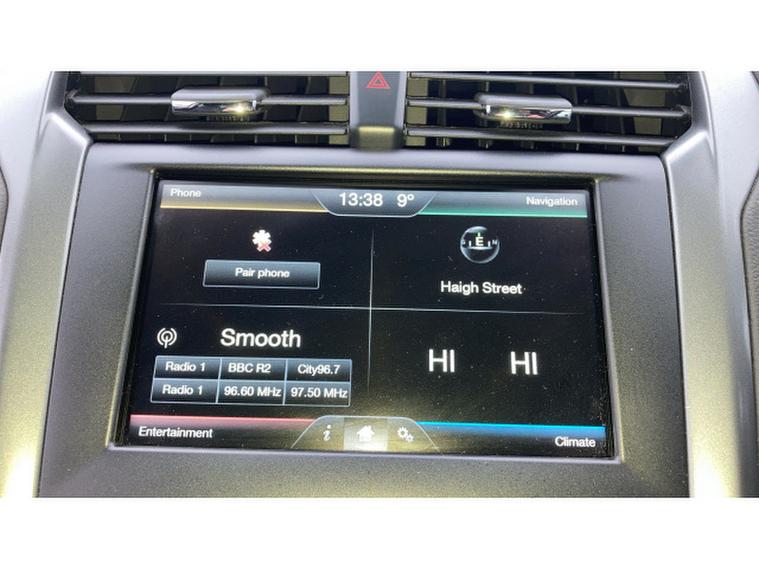 Phone
13:38 9°
Navigation
Pair phone
E
Haigh Street
Smooth
Radio 1 BBC R2 City96.7
Radio 1 96.60 MHz 97.50 MHz
HI HI
Entertainment
i
Climate